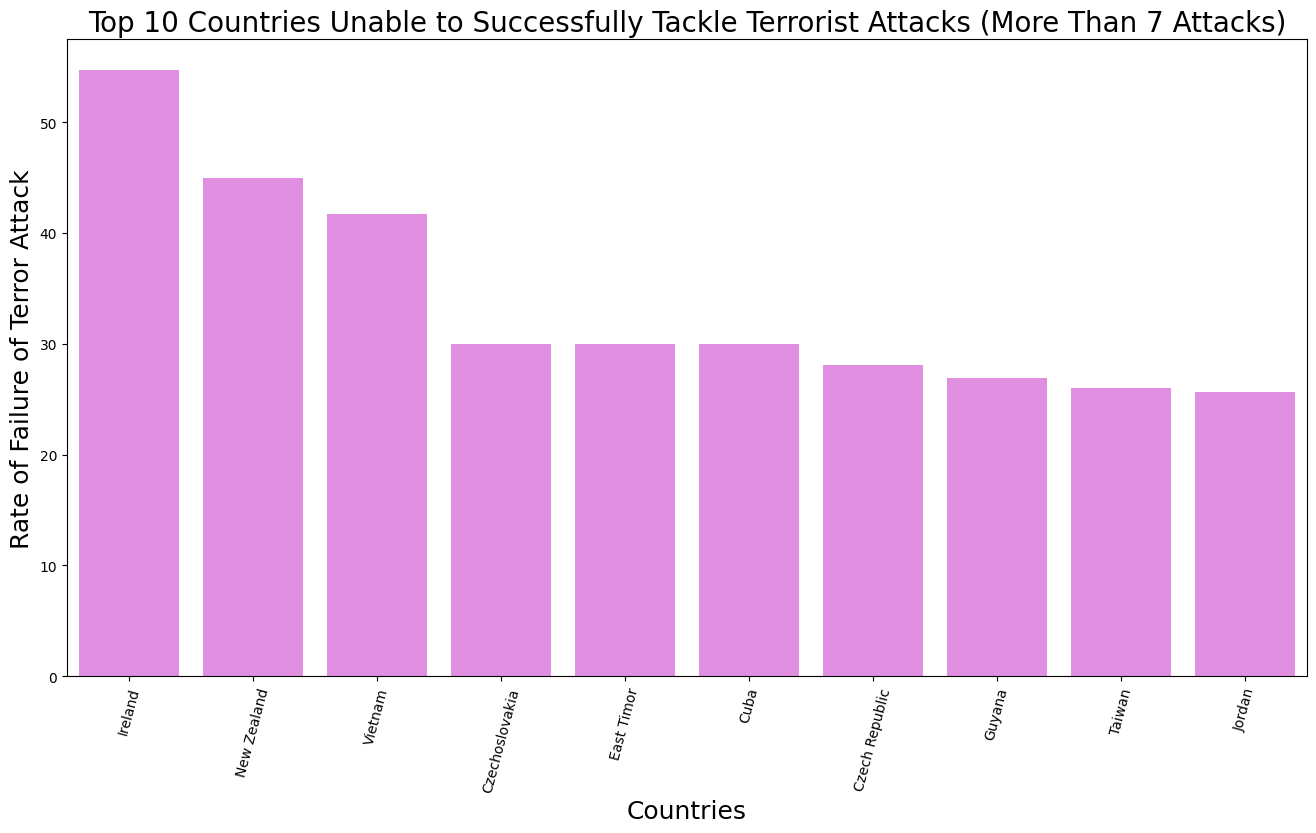 Top 10 Countries Unable to Successfully Tackle Terrorist Attacks (More Than 7 Attacks)
Rate of Failure of Terror Attack
50
40
30
20
10
0
Ireland
New Zealand
Vietnam
Czechoslovakia
East Timor
Cuba
Czech Republic
Guyana
Taiwan
Jordan
Countries